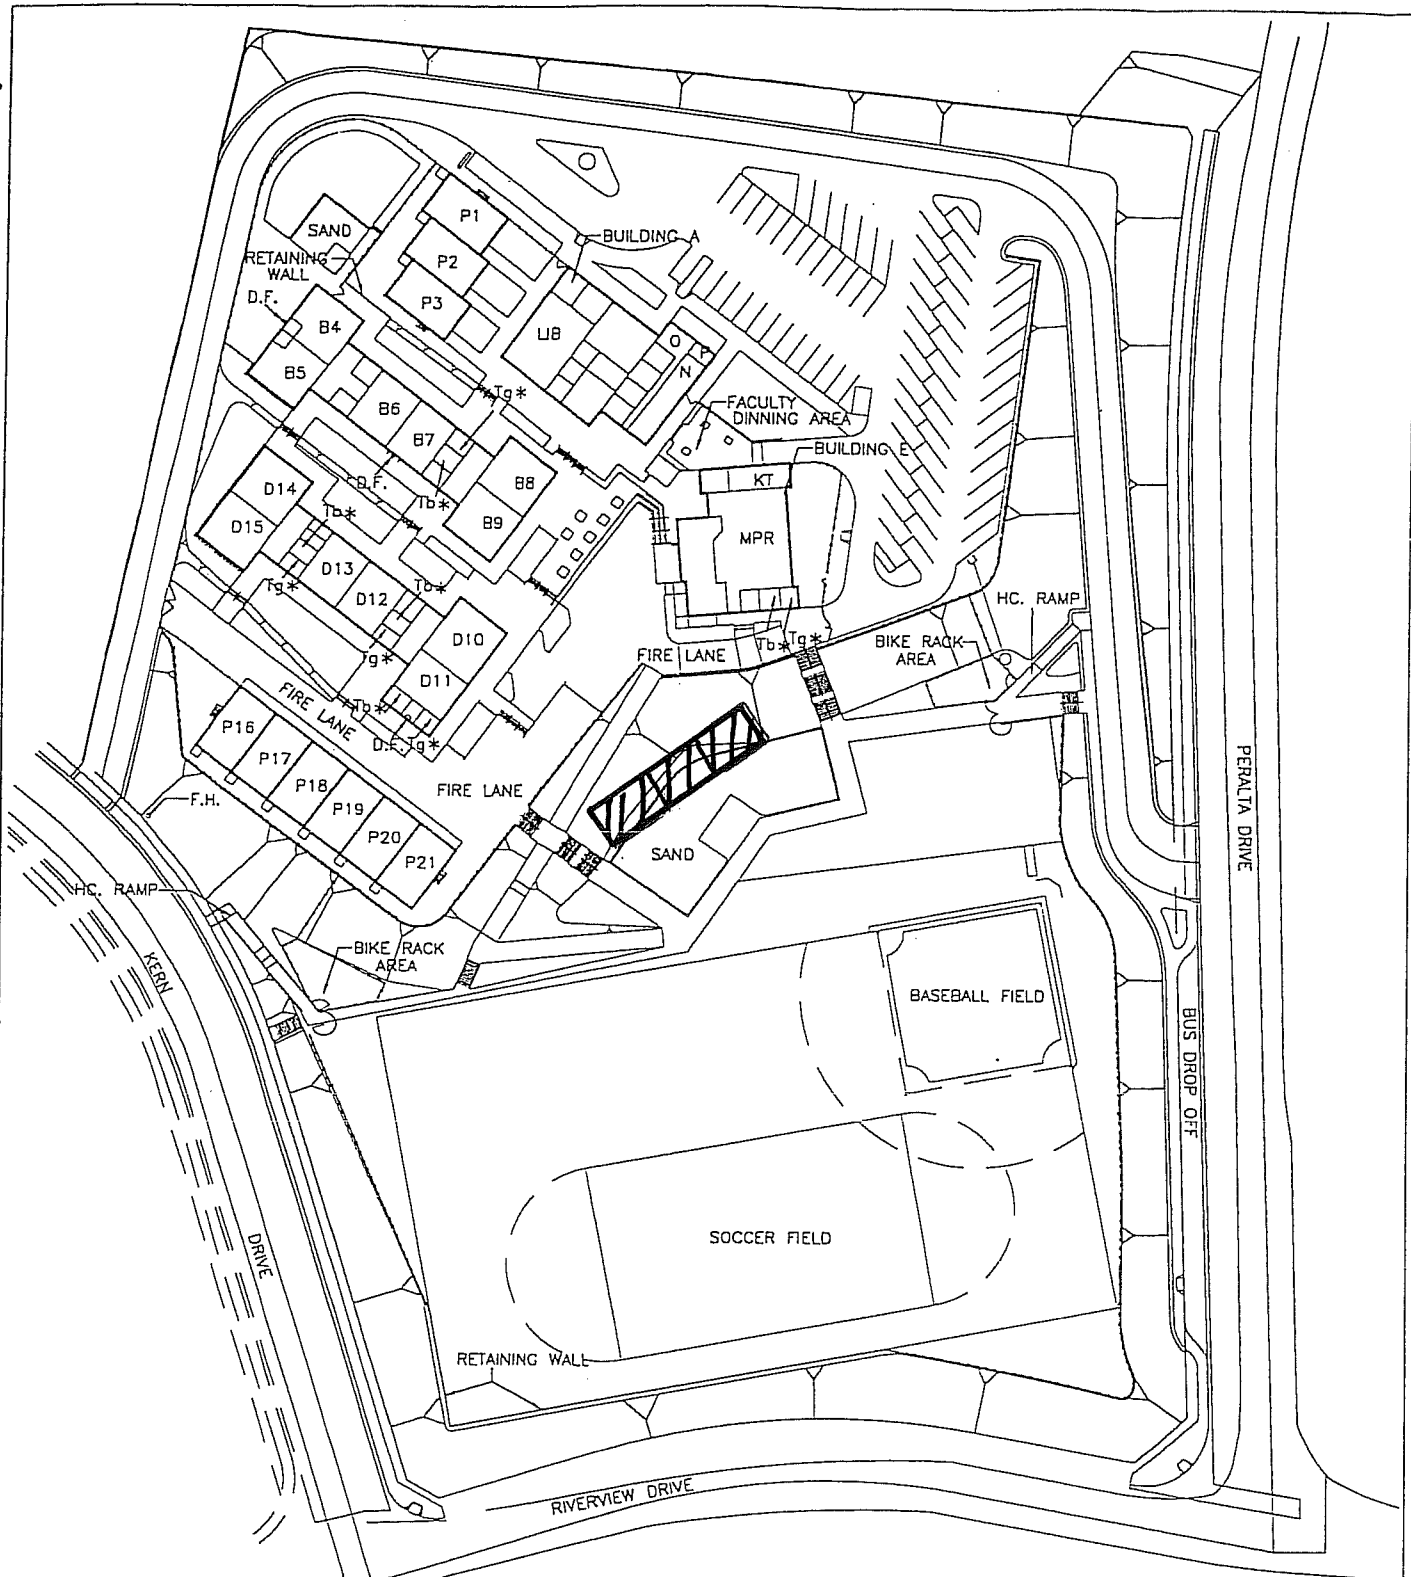 P1
SAND
BUILDING A
RETAINING
WALL
P2
D.F.
P3
B4
LIB
O
P
N
B5
Tg*
B6
FACULTY
DINNING AREA
B7
BUILDING E
D.F.
B8
KT
D14
Tb*
Tb*
B9
D15
MPR
D13
Tg*
Tb*
D12
HC. RAMP
D10
Tb*
Tg*
BIKE RACK
AREA
FIRE LANE
Tg*
D11
FIRE LANE
Tb*
P16
D.F.
Tg*
P17
P18
FIRE LANE
F.H.
P19
P20
PERALTA DRIVE
P21
SAND
HC. RAMP
BIKE RACK
AREA
KERN
DRIVE
BASEBALL FIELD
BUS DROP OFF
SOCCER FIELD
RETAINING WALL
RIVERVIEW DRIVE